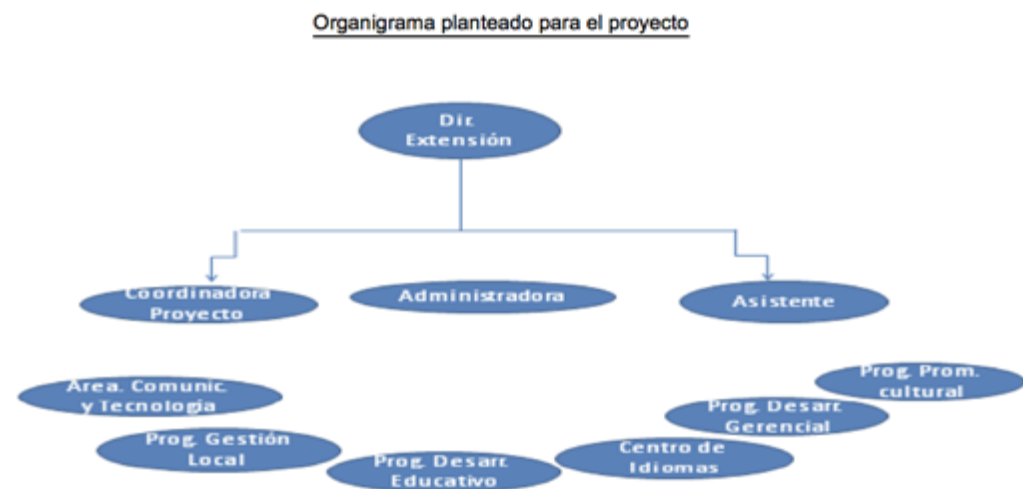 Organigrama planteado para el proyecto
Dir.
Extensión
Coordinadora
Proyecto
Administradora
Asistente
Area. Comunic.
y Tecnología
Prog. Gestión
Local
Prog. Desarr.
Educativo
Centro de
Idiomas
Prog. Desarr.
Gerencial
Prog. Prom.
cultural